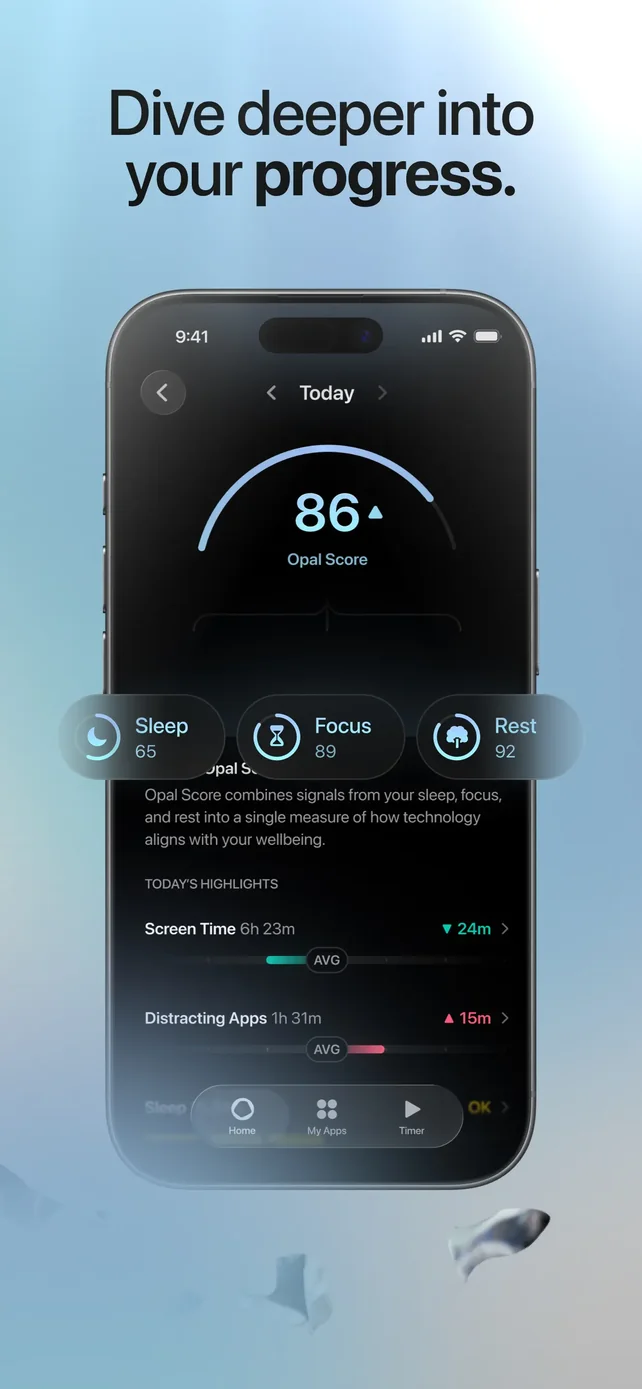 Dive deeper into
your progress.
9:41
Today
86
Opal Score
Sleep
65
Focus
89
Rest
92
Opal
Opal Score combines signals from your sleep, focus,
and rest into a single measure of how technology
aligns with your wellbeing.
TODAY'S HIGHLIGHTS
Screen Time 6h 23m
24m
AVG
Distracting Apps 1h 31m
15m
AVG
Sleep
OK
Home
My Apps
Timer